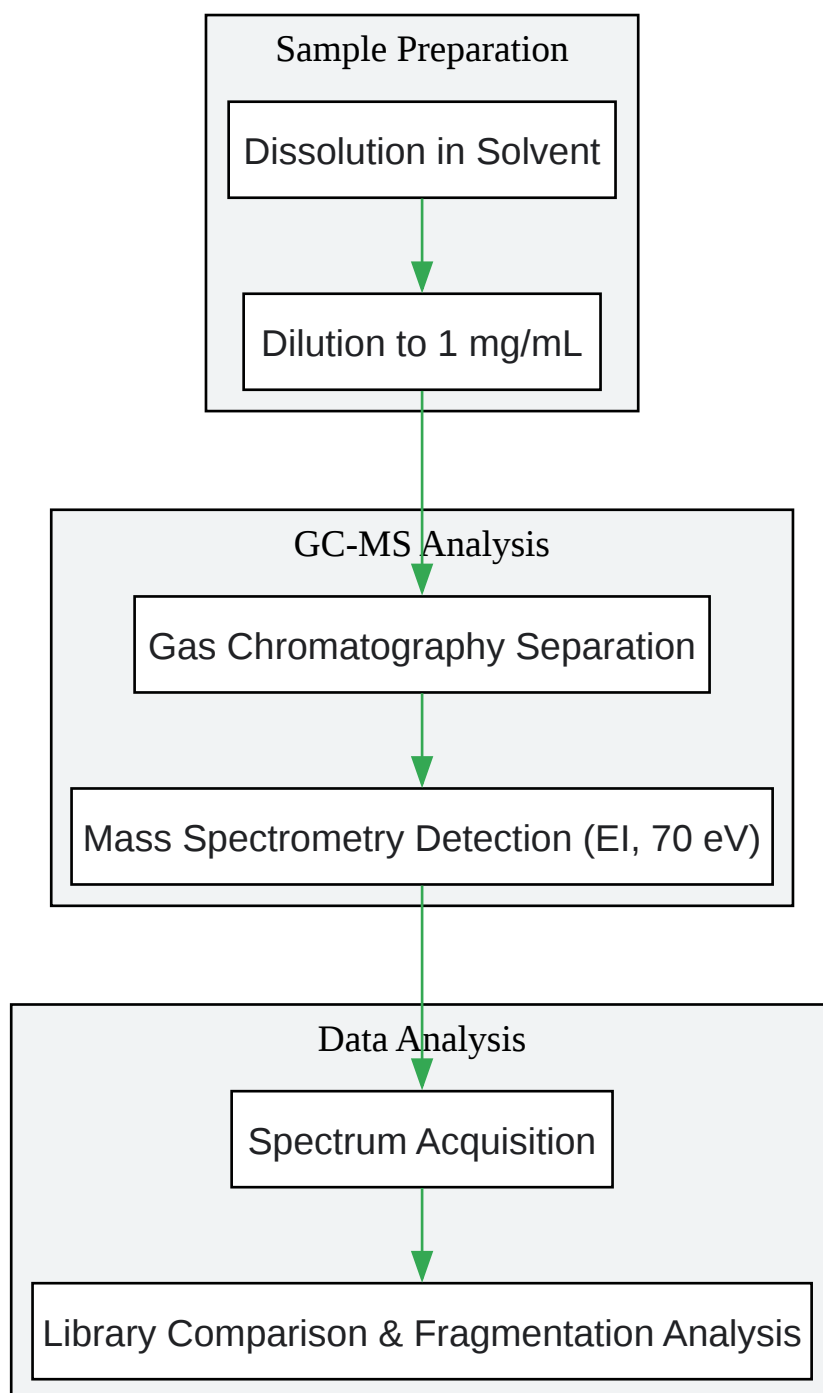 Sample Preparation
Dissolution in Solvent
Dilution to 1 mg/mL
GC-MS Analysis
Gas Chromatography Separation
Mass Spectrometry Detection (EI, 70 eV)
Data Analysis
Spectrum Acquisition
Library Comparison & Fragmentation Analysis